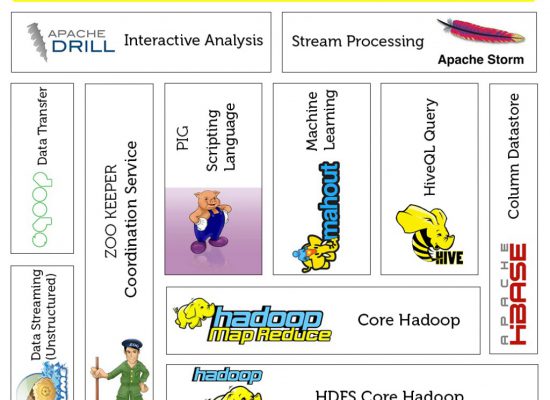 APACHE
DRILL
Interactive Analysis
Stream Processing
Apache Storm
sqoop
Data Transfer
ZOO KEEPER
Coordination Service
PIG
Scripting
Language
Machine
Learning
mahout
HiveQL Query
HIVE
Column Datastore
APACHE
HBASE
Data Streaming
(Unstructured)
hadoop
Map Reduce
Core Hadoop
ZOO
hadoop
HDFS Core Hadoop